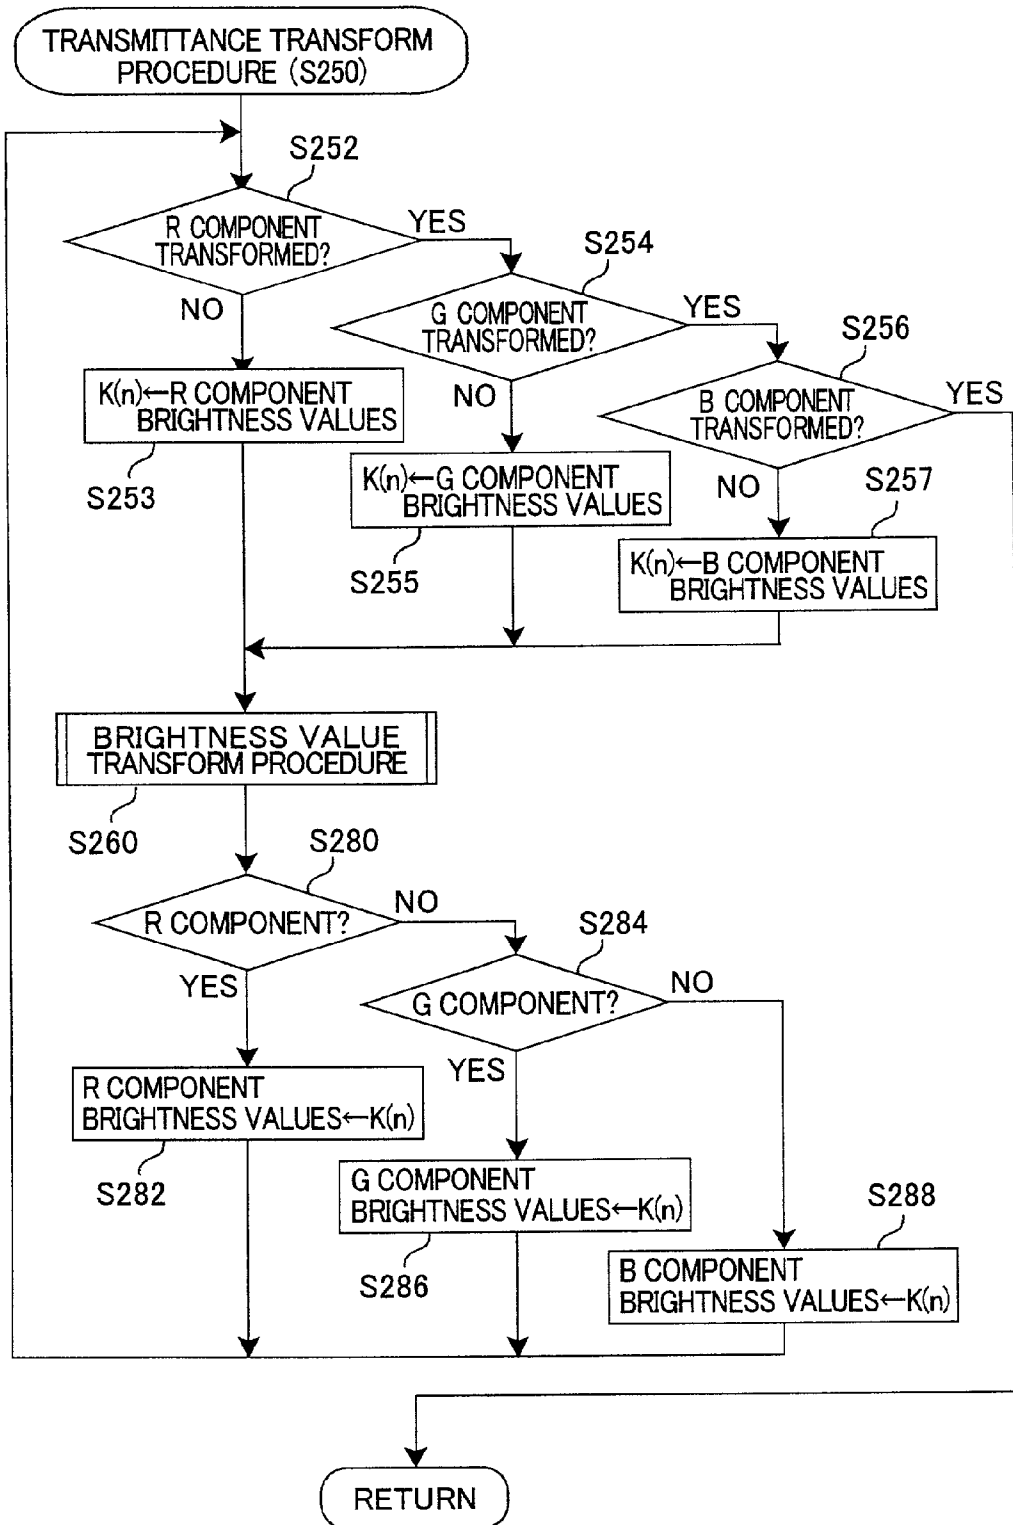 TRANSMITTANCE TRANSFORM
PROCEDURE (S250)
S252
R COMPONENT
TRANSFORMED?
YES
NO
S254
G COMPONENT
TRANSFORMED?
YES
NO
S256
B COMPONENT
TRANSFORMED?
YES
NO
K(n)←R COMPONENT
BRIGHTNESS VALUES
S253
K(n)←G COMPONENT
BRIGHTNESS VALUES
S255
S257
K(n)←B COMPONENT
BRIGHTNESS VALUES
BRIGHTNESS VALUE
TRANSFORM PROCEDURE
S260
S280
R COMPONENT?
NO
YES
S284
G COMPONENT?
NO
YES
R COMPONENT
BRIGHTNESS VALUES←K(n)
S282
G COMPONENT
BRIGHTNESS VALUES←K(n)
S286
S288
B COMPONENT
BRIGHTNESS VALUES←K(n)
RETURN